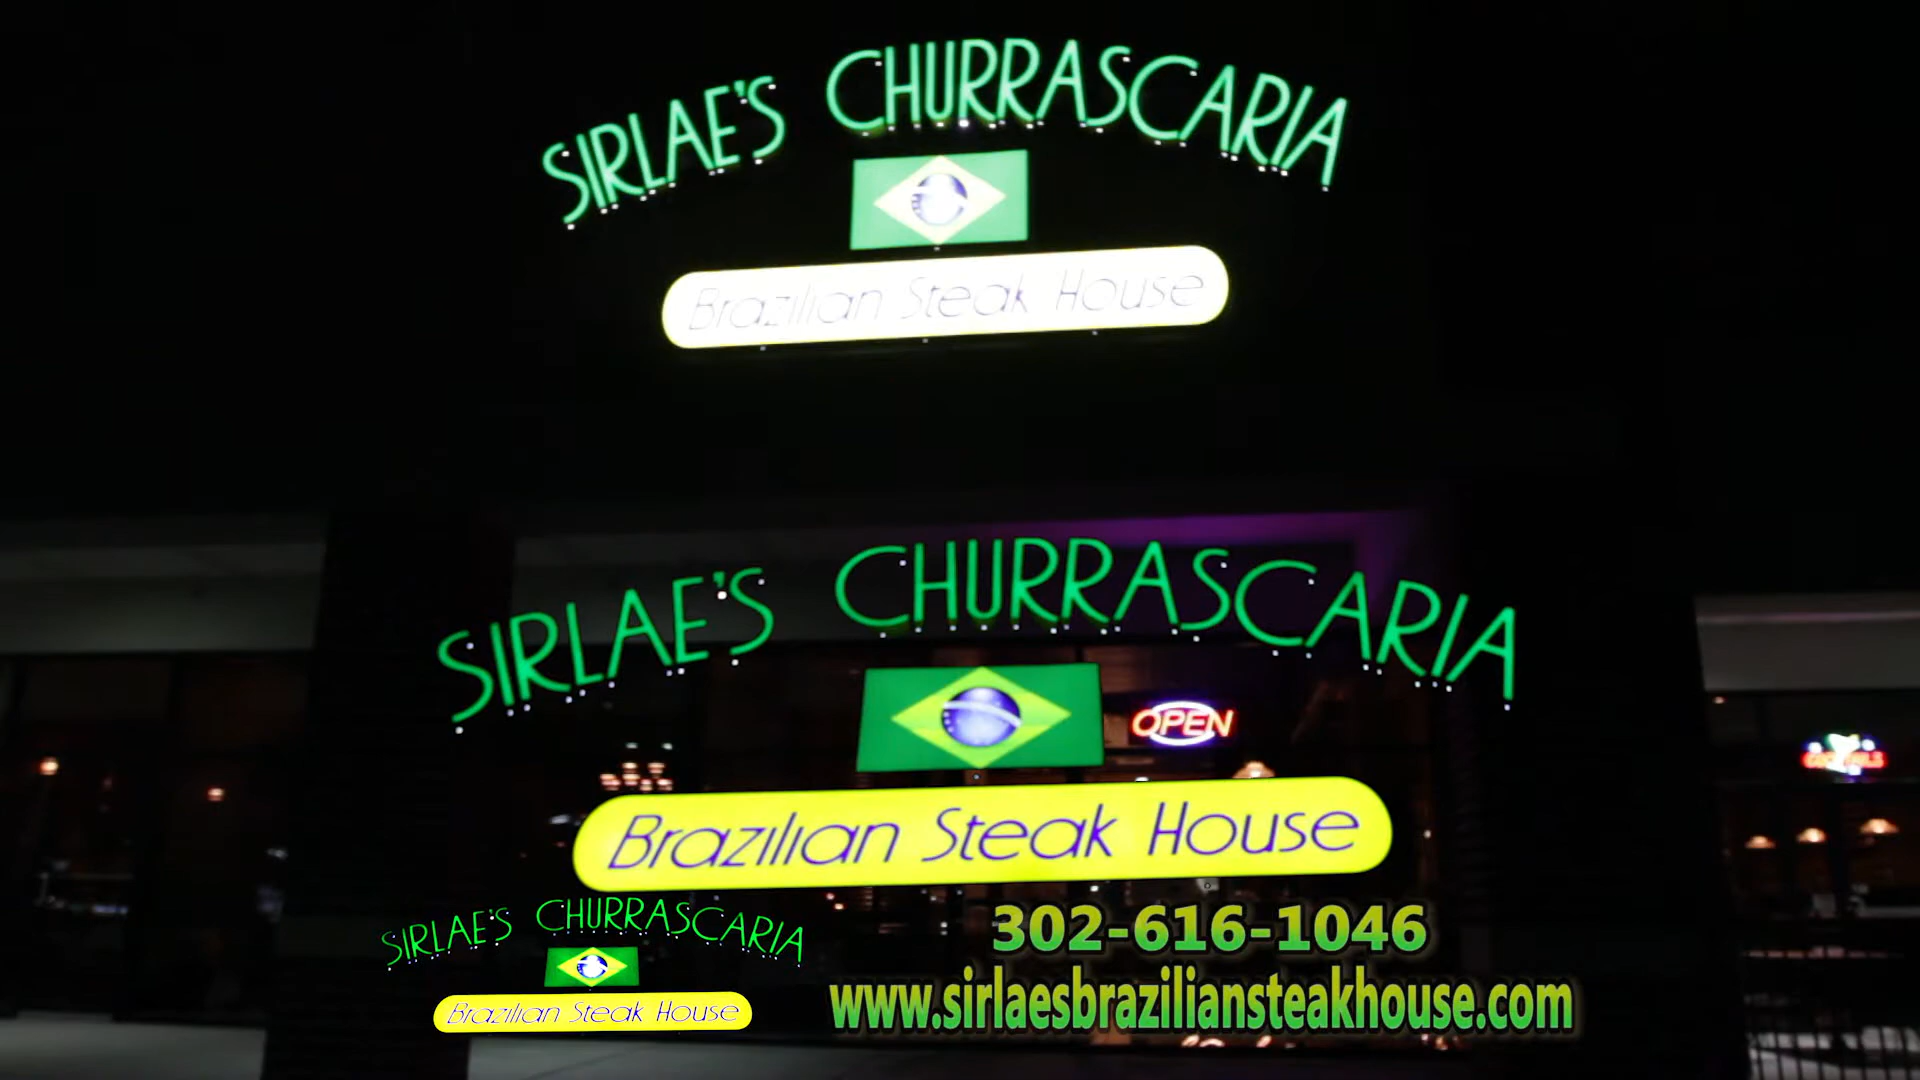 SIRLAE'S CHURRASCARIA
Brazilian Steak House
SIRLAE'S CHURRASCARIA
OPEN
COCKTAILS
Brazilian Steak House
SIRLAE'S CHURRASCARIA
Brazilian Steak House
302-616-1046
www.sirlaesbraziliansteakhouse.com